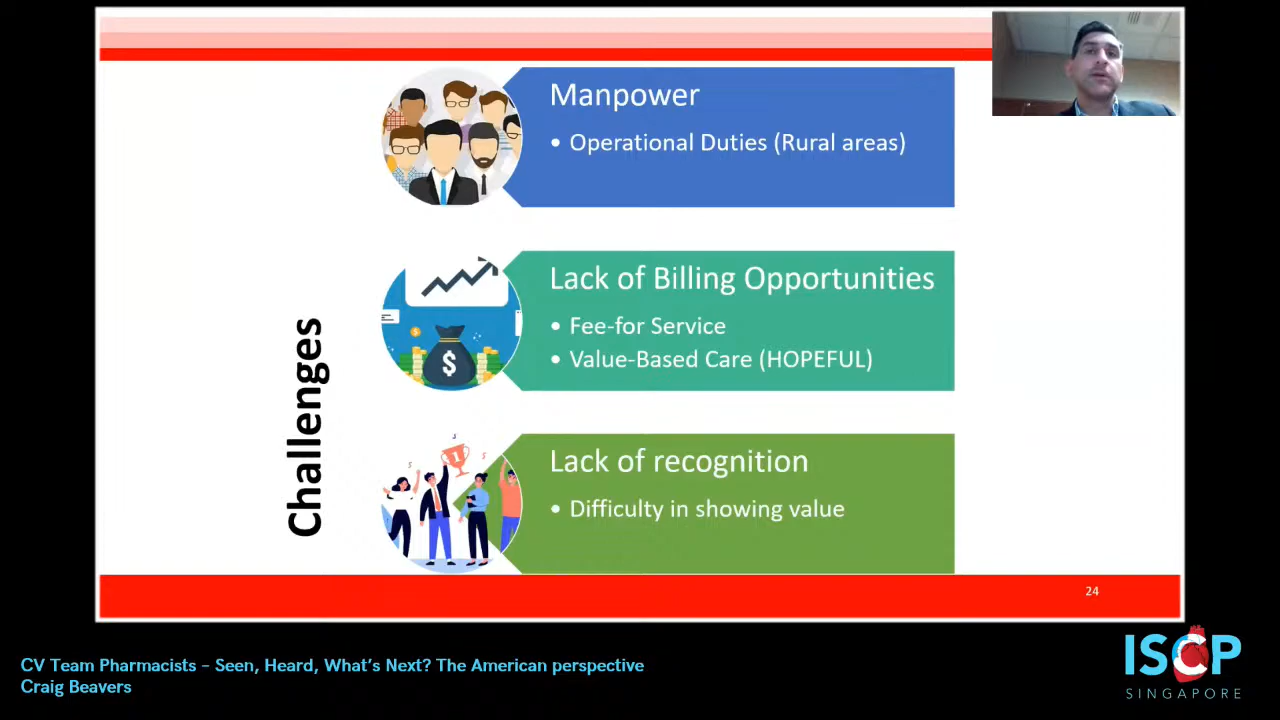 Challenges
Manpower
• Operational Duties (Rural areas)
Lack of Billing Opportunities
• Fee-for Service
• Value-Based Care (HOPEFUL)
$
Lack of recognition
• Difficulty in showing value
1
24
CV Team Pharmacists – Seen, Heard, What's Next? The American perspective
Craig Beavers
ISCP
SINGAPORE